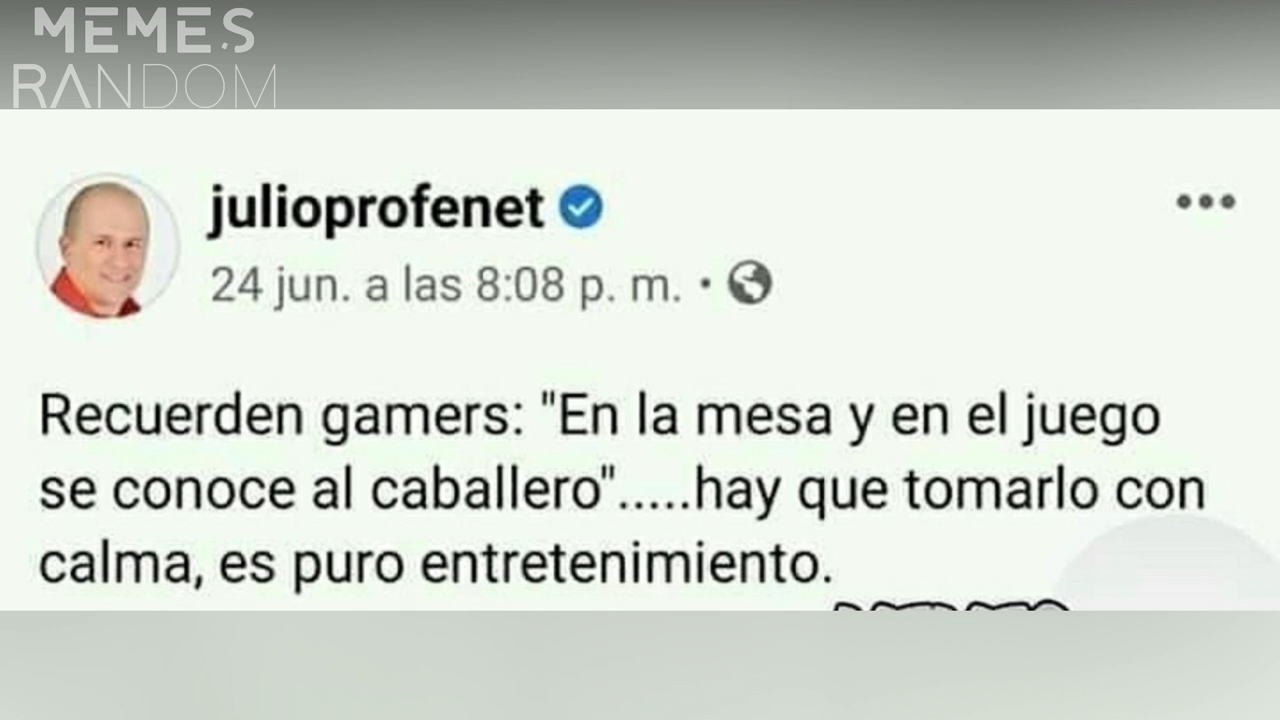 MEMES
RANDOM
julioprofenet
24 jun. a las 8:08 p. m. ·
Recuerden gamers: "En la mesa y en el juego
se conoce al caballero".....hay que tomarlo con
calma, es puro entretenimiento.